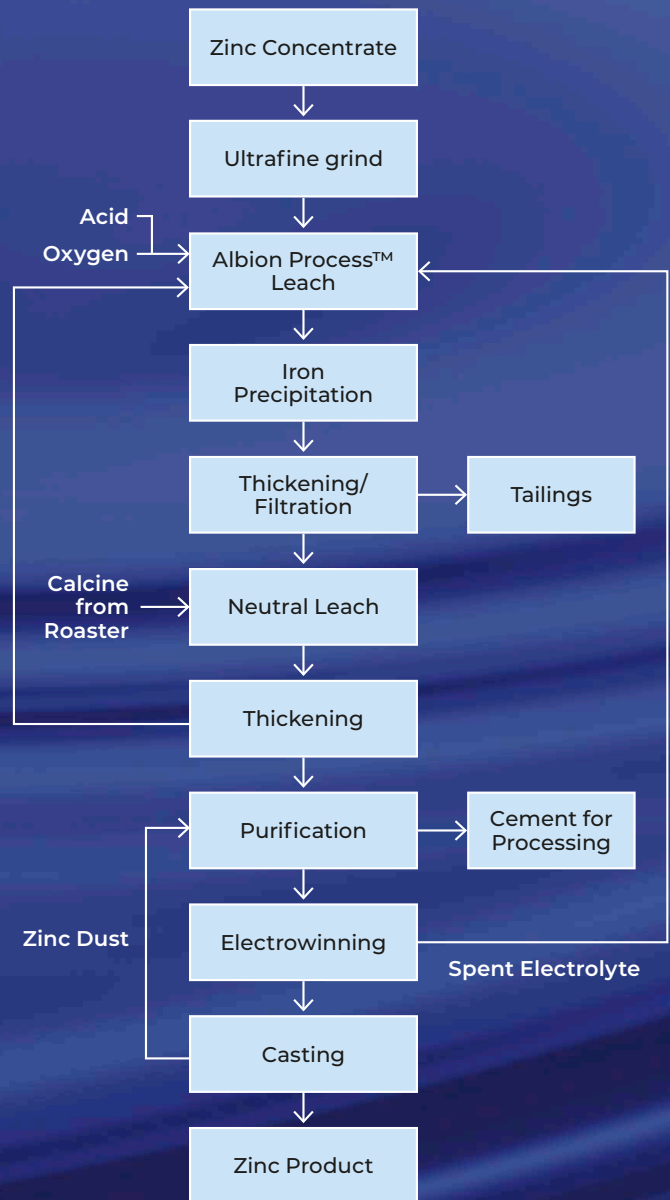 Zinc Concentrate
Ultrafine grind
Acid
Oxygen
Albion Process™
Leach
Iron
Precipitation
Thickening/
Filtration
Tailings
Calcine
from
Roaster
Neutral Leach
Thickening
Purification
Cement for
Processing
Zinc Dust
Electrowinning
Spent Electrolyte
Casting
Zinc Product